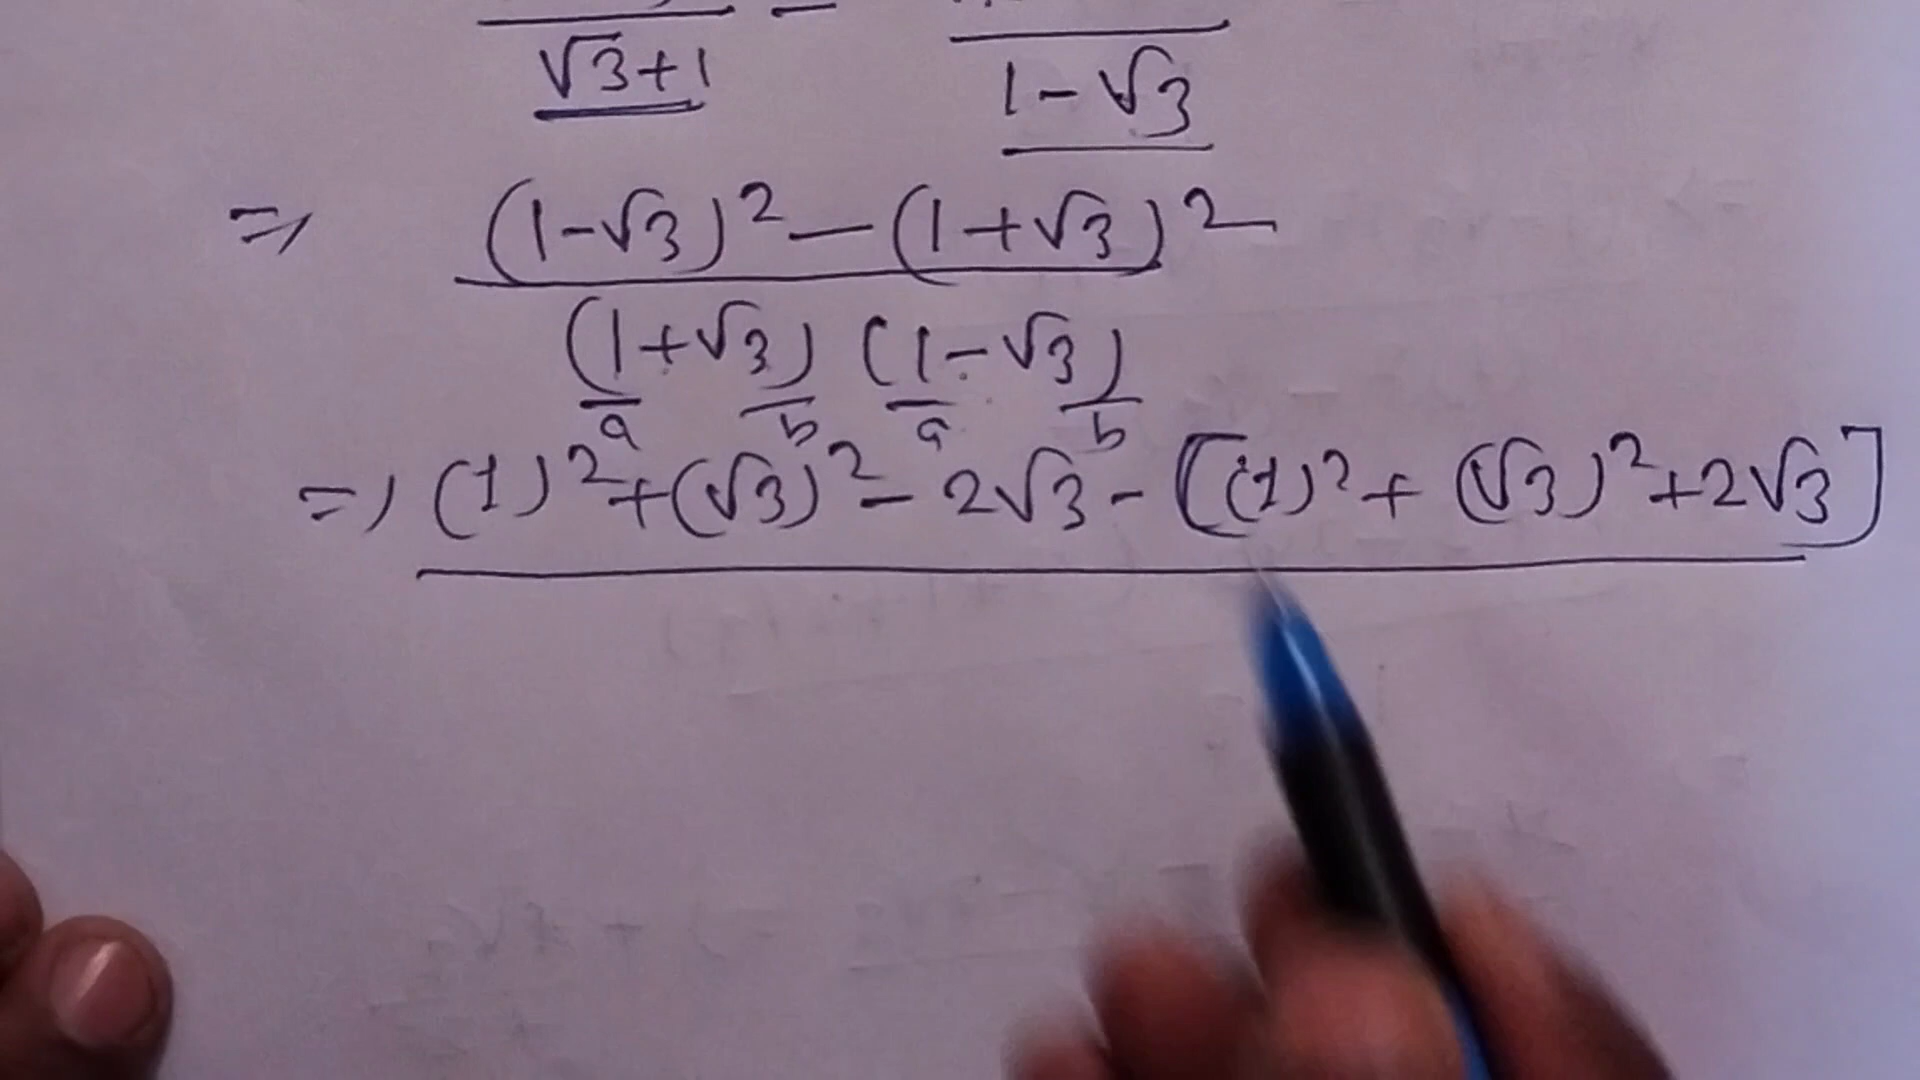 √3+1 − 1-√3
=> (1-√3)² - (1+√3)²
(1+√3) (1-√3)
a b a b
=> (1)² + (√3)² - 2√3 - [(1)² + (√3)² + 2√3]